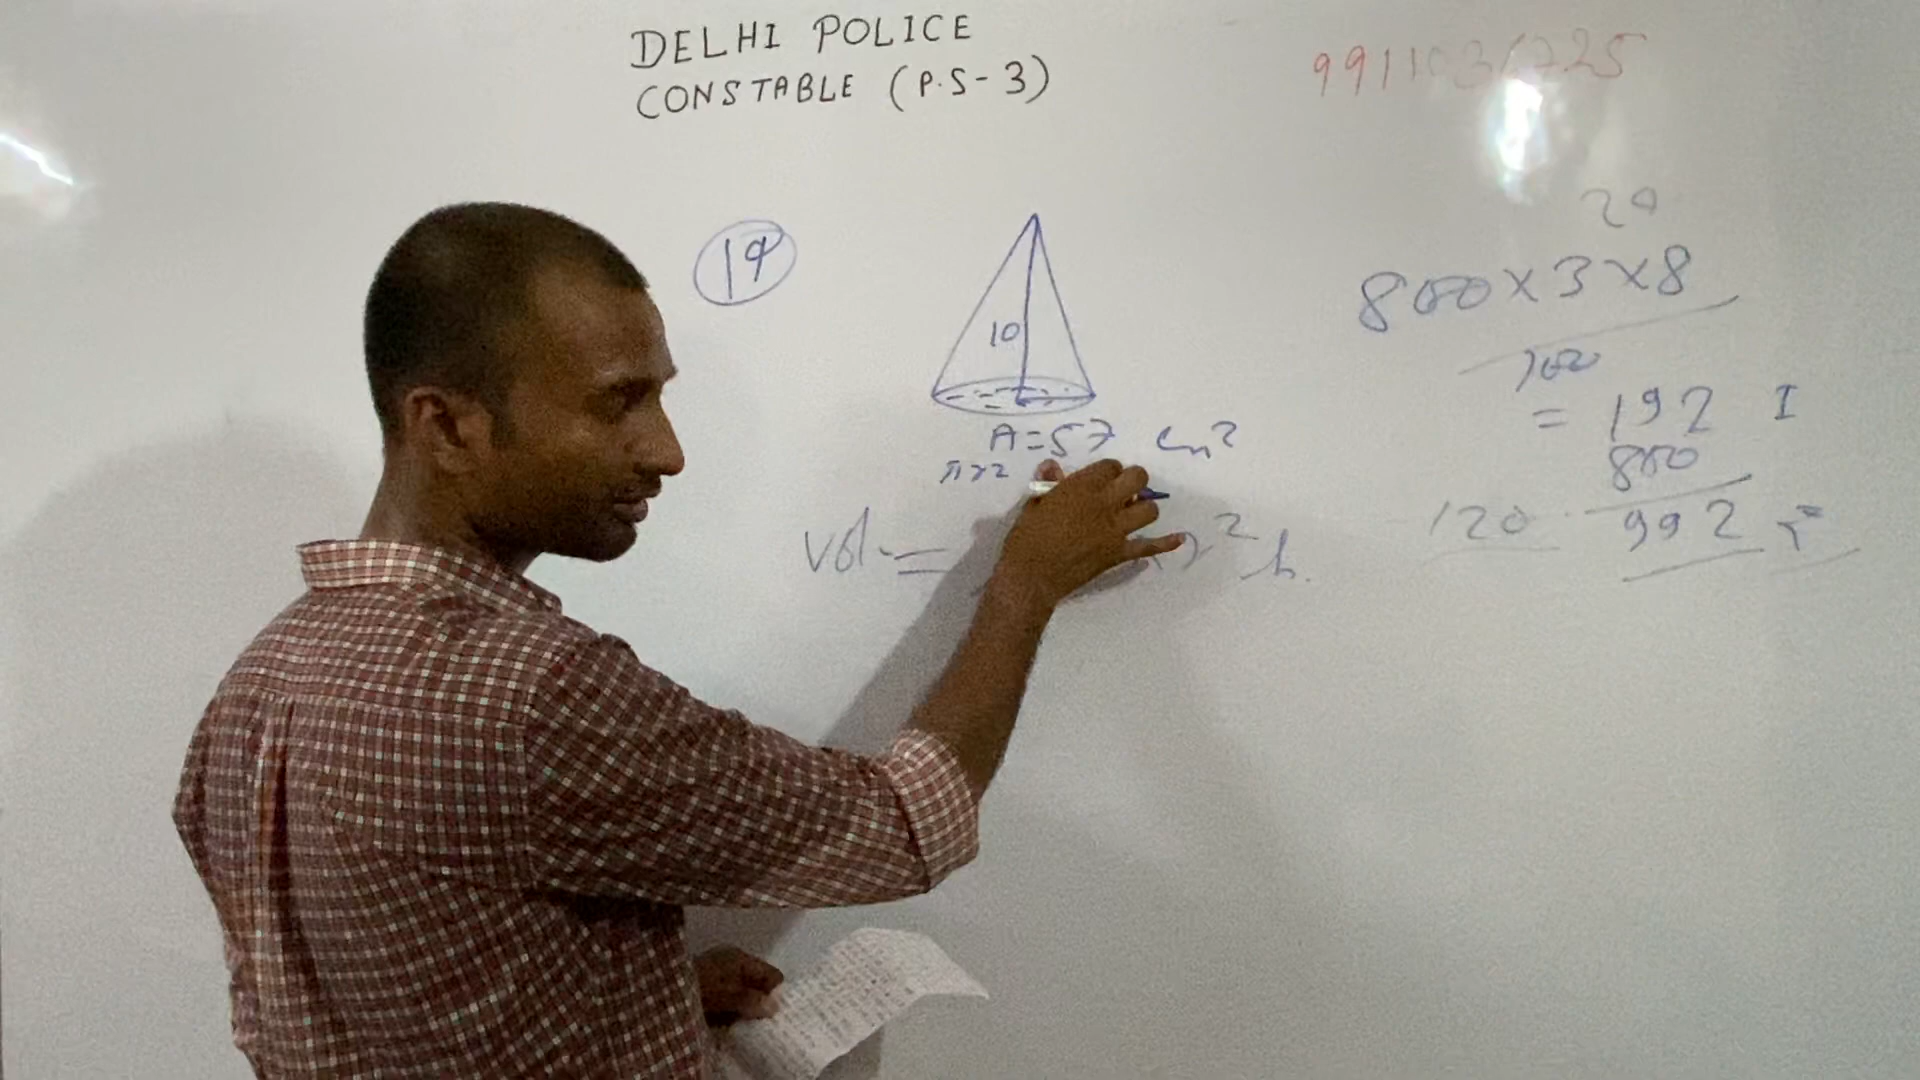 DELHI POLICE
CONSTABLE (P.S-3)
19
10
A=57 cm²
πr²
vol = r² h.
20
800×3×8
100
= 192 I
800
120 992